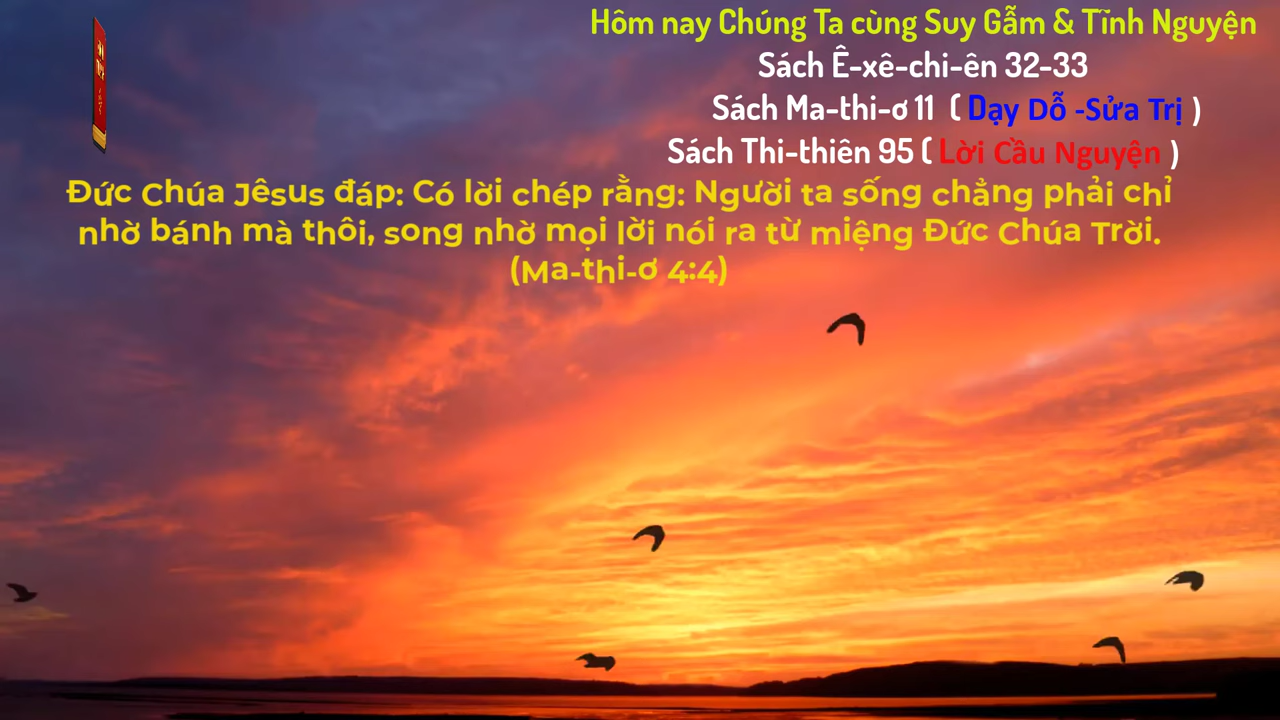 Hôm nay Chúng Ta cùng Suy Gẫm & Tĩnh Nguyện
Sách Ê-xê-chi-ên 32-33
Sách Ma-thi-ơ 11 ( Dạy Dỗ -Sửa Trị )
Sách Thi-thiên 95 ( Lời Cầu Nguyện )
Đức Chúa Jêsus đáp: Có lời chép rằng: Người ta sống chẳng phải chỉ
nhờ bánh mà thôi, song nhờ mọi lời nói ra từ miệng Đức Chúa Trời.
(Ma-thi-ơ 4:4)